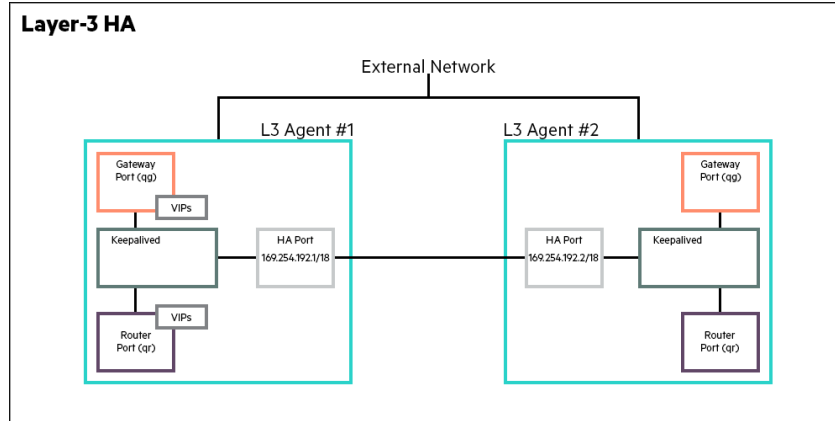 Layer-3 HA
External Network
L3 Agent #1
Gateway
Port (qg)
VIPs
Keepalived
HA Port
169.254.192.1/18
VIPs
Router
Port (qr)
L3 Agent #2
Gateway
Port (qg)
HA Port
169.254.192.2/18
Keepalived
Router
Port (qr)